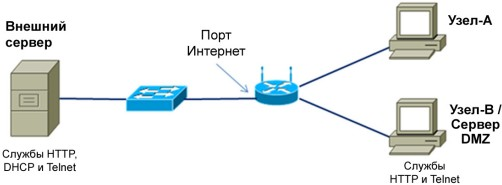 Внешний
сервер
Порт
Интернет
Узел-А
Узел-В /
Сервер
DMZ
Службы HTTP,
DHCP и Telnet
Службы
HTTP и Telnet